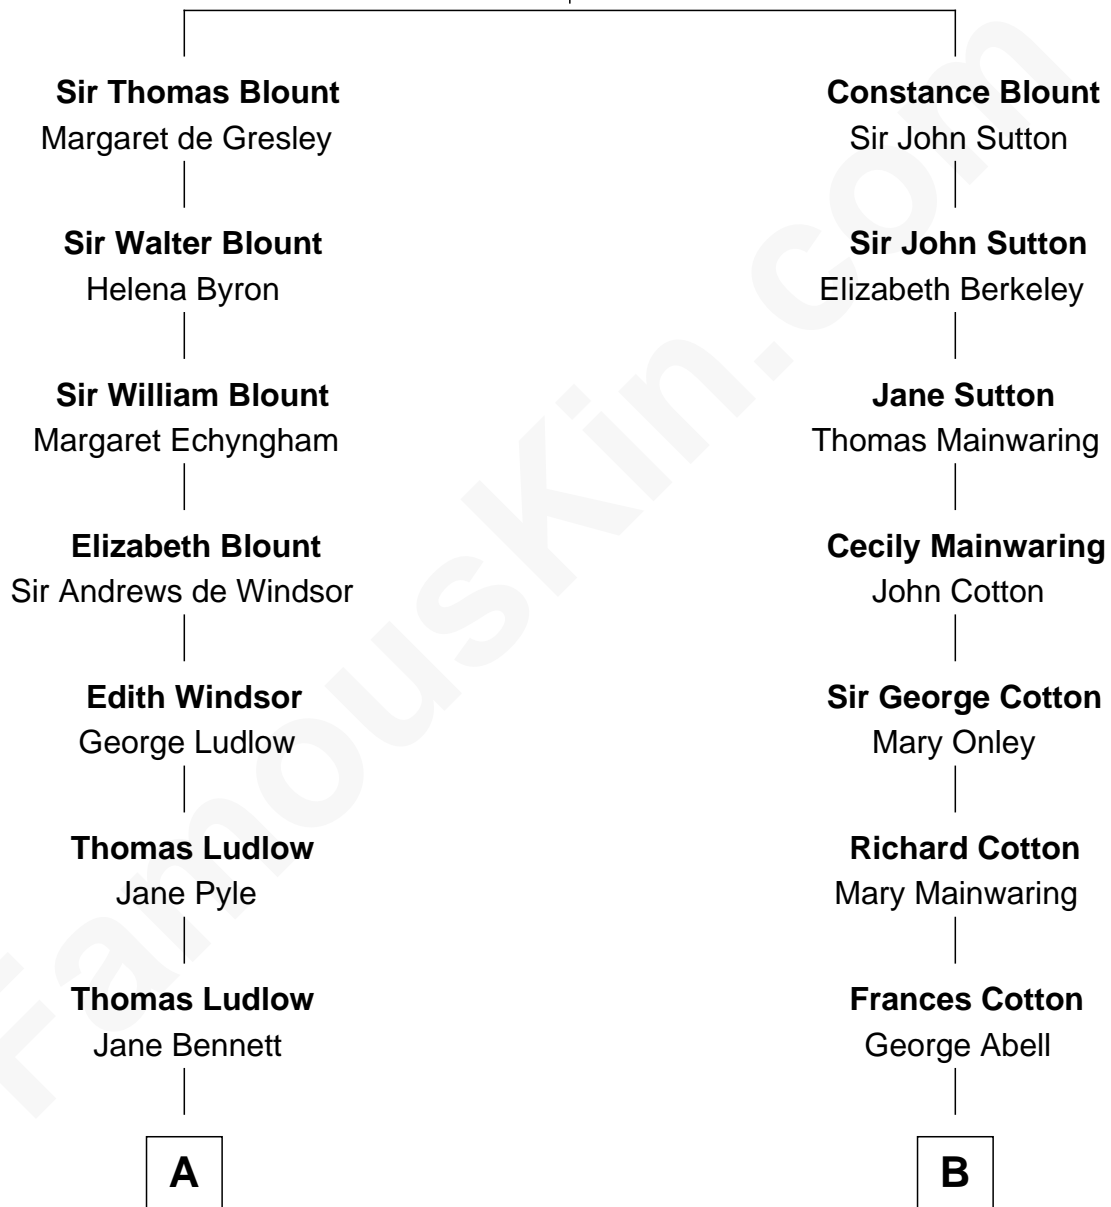 Sir Thomas Blount
Margaret de Gresley
Sir Walter Blount
Helena Byron
Sir William Blount
Margaret Echyngham
Elizabeth Blount
Sir Andrews de Windsor
Edith Windsor
George Ludlow
Thomas Ludlow
Jane Pyle
Thomas Ludlow
Jane Bennett
A
Constance Blount
Sir John Sutton
Sir John Sutton
Elizabeth Berkeley
Jane Sutton
Thomas Mainwaring
Cecily Mainwaring
John Cotton
Sir George Cotton
Mary Onley
Richard Cotton
Mary Mainwaring
Frances Cotton
George Abell
B
FamousKin.com